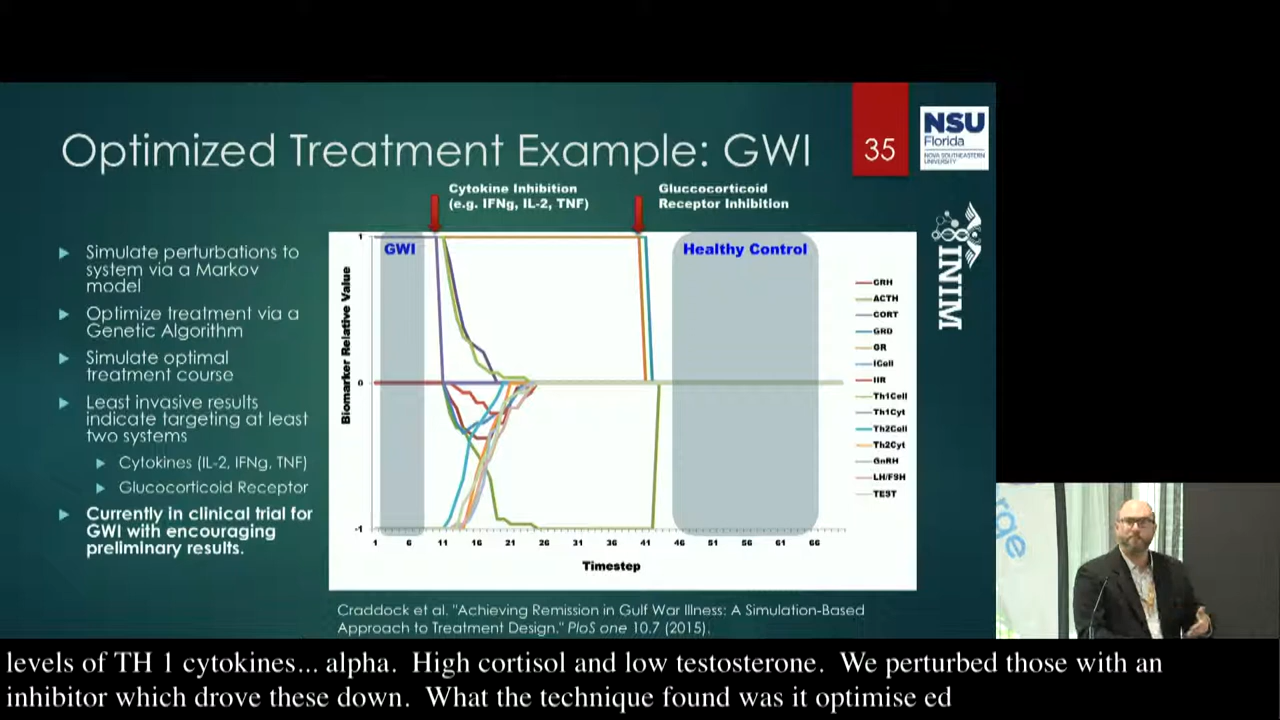 Optimized Treatment Example: GWI
35
NSU
Florida
NOVA SOUTHEASTERN
UNIVERSITY
INIM
Simulate perturbations to
system via a Markov
model
Optimize treatment via a
Genetic Algorithm
Simulate optimal
treatment course
Least invasive results
indicate targeting at least
two systems
Cytokines (IL-2, IFNg, TNF)
Glucocorticoid Receptor
Currently in clinical trial for
GWI with encouraging
preliminary results.
Cytokine Inhibition
(e.g. IFNg, IL-2, TNF)
Gluccocorticoid
Receptor Inhibition
GWI
Healthy Control
Biomarker Relative Value
1
0
-1
1 6 11 16 21 26 31 36 41 46 51 56 61 66
Timestep
CRH
ACTH
CORT
GRD
GR
ICell
IIR
Th1Cell
Th1Cyt
Th2Cell
Th2Cyt
GnRH
LH/FSH
TEST
Craddock et al. "Achieving Remission in Gulf War Illness: A Simulation-Based
Approach to Treatment Design." PloS one 10.7 (2015).
rge
levels of TH 1 cytokines... alpha. High cortisol and low testosterone. We perturbed those with an
inhibitor which drove these down. What the technique found was it optimise ed